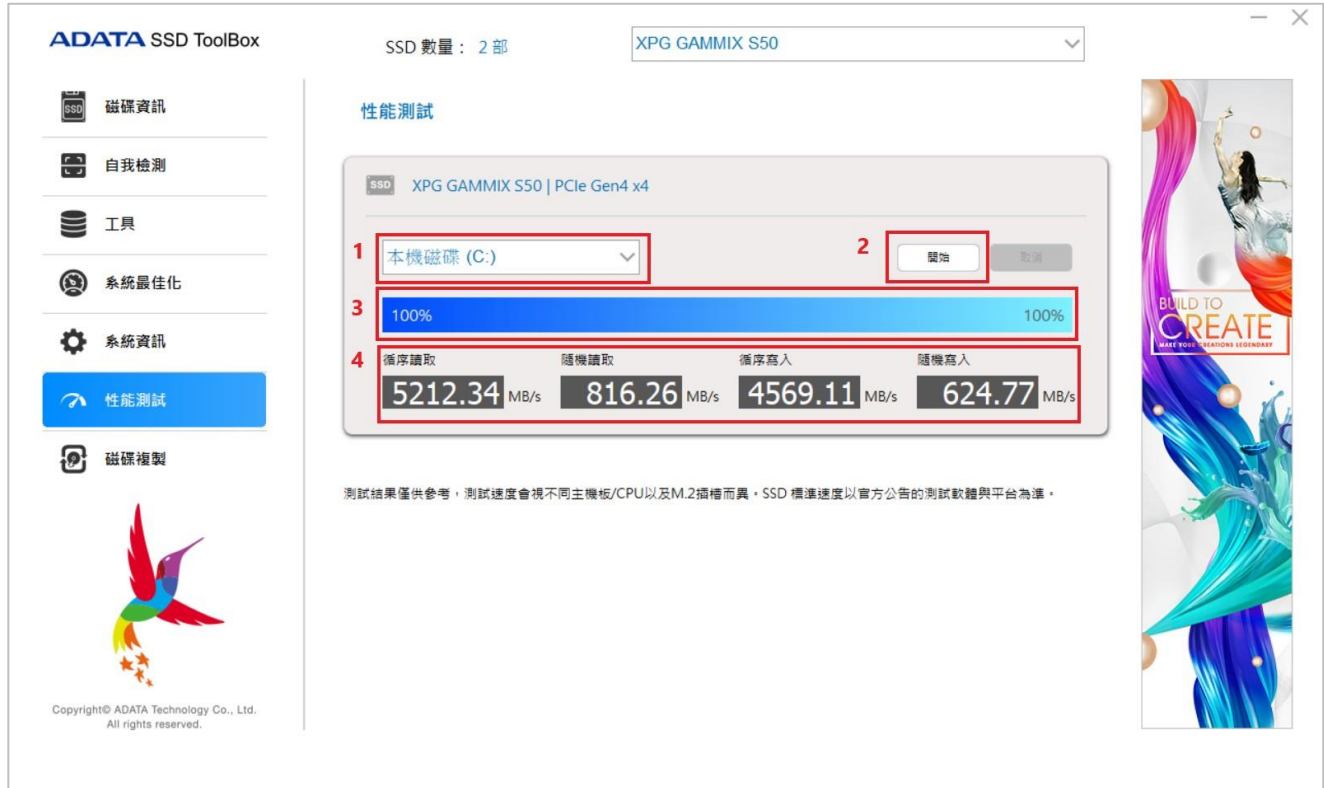 ADATA SSD ToolBox
SSD 數量： 2 部
XPG GAMMIX S50
SSD
磁碟資訊
自我檢測
工具
系統最佳化
系統資訊
性能測試
磁碟複製
Copyright© ADATA Technology Co., Ltd.
All rights reserved.
性能測試
SSD XPG GAMMIX S50 | PCIe Gen4 x4
1 本機磁碟 (C:) 2 開始 取消
3 100% 100%
4 循序讀取 隨機讀取 循序寫入 隨機寫入
5212.34 MB/s 816.26 MB/s 4569.11 MB/s 624.77 MB/s
測試結果僅供參考，測試速度會視不同主機板/CPU以及M.2插槽而異。SSD 標準速度以官方公告的測試軟體與平台為準。
BUILD TO
CREATE
MAKE YOUR CREATIONS LEGENDARY